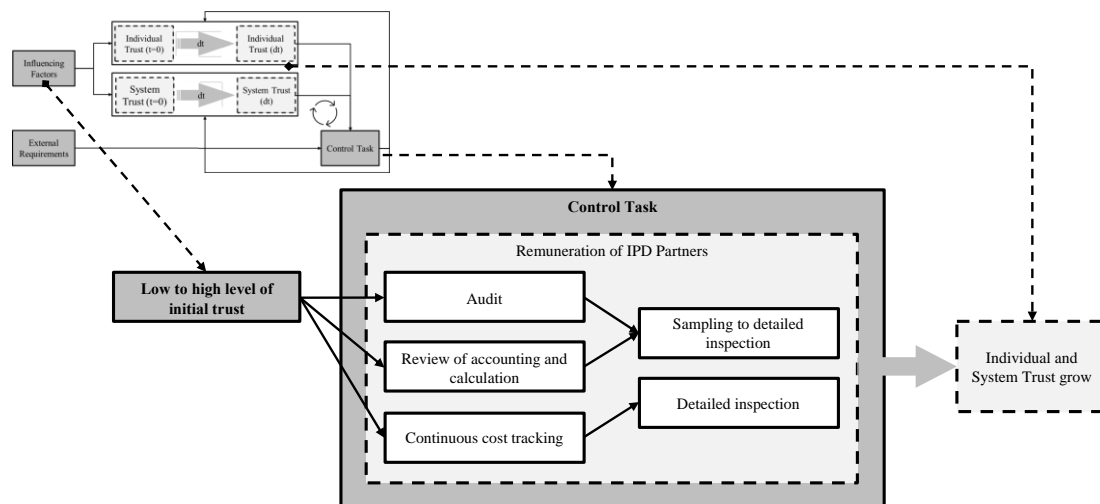 Individual
Trust (t=0)
dt
Individual
Trust (dt)
Influencing
Factors
System
Trust (t=0)
dt
System Trust
(dt)
External
Requirements
Control Task
Control Task
Remuneration of IPD Partners
Low to high level of
initial trust
Audit
Review of accounting and
calculation
Continuous cost tracking
Sampling to detailed
inspection
Detailed inspection
Individual and
System Trust grow